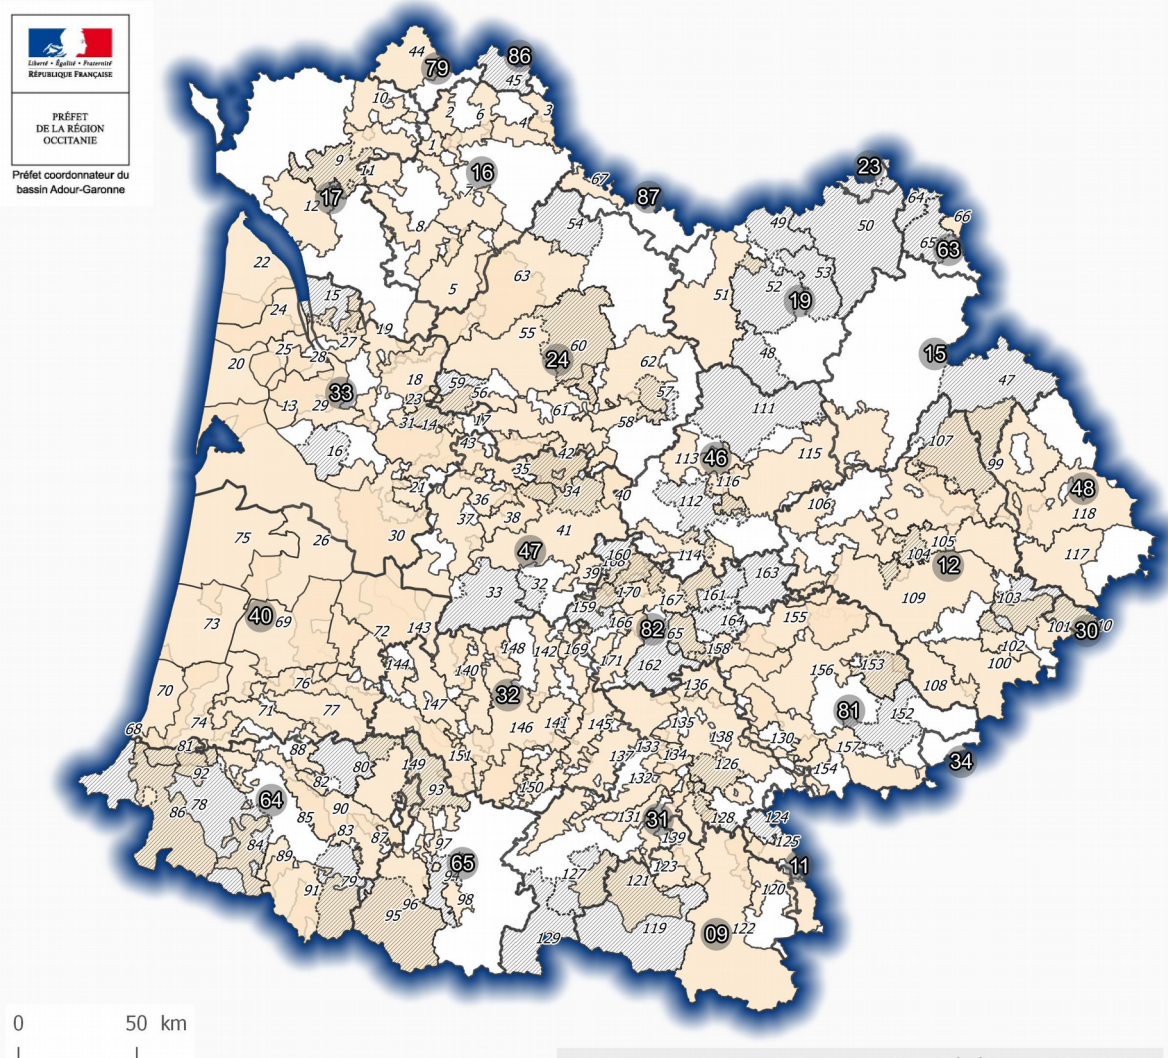 Liberté • Égalité • Fraternité
RÉPUBLIQUE FRANÇAISE
PRÉFET
DE LA RÉGION
OCCITANIE
Préfet coordonnateur du
bassin Adour-Garonne
44 79 86 45
10 2 6 4 3
1
9 11 16 67 87 23
12 17 7 8 54 49 50 64 66
22 63 5 65 63
24 15 51 52 53 19
19 27 55 60 48 15
20 25 28 24 62 47
13 29 33 18 59 56 57 111
23 31 14 17 61 58 107
16 43 42 113 46 115 99
21 35 34 40 112 116 106 48
36 37 38 41 118
75 26 30 47 160 114 105 104 12 117
39 168 163
33 32 170 167 161 109 103
73 40 69 72 143 159 166 82 65 164 155 101 30
148 142 169 158 102
144 140 171 162 156 153 100
70 76 32 136 108
71 77 147 81 152
68 74 146 141 145 135 138 130 157 34
81 88 151 137 133 134 154
92 82 80 149 150 132 126
78 64 93 131 31 128 124
86 85 90 83 87 139 125
84 89 97 65 123 11
79 94 127 121 120
91 95 96 98
129 119 09 122
0 50 km